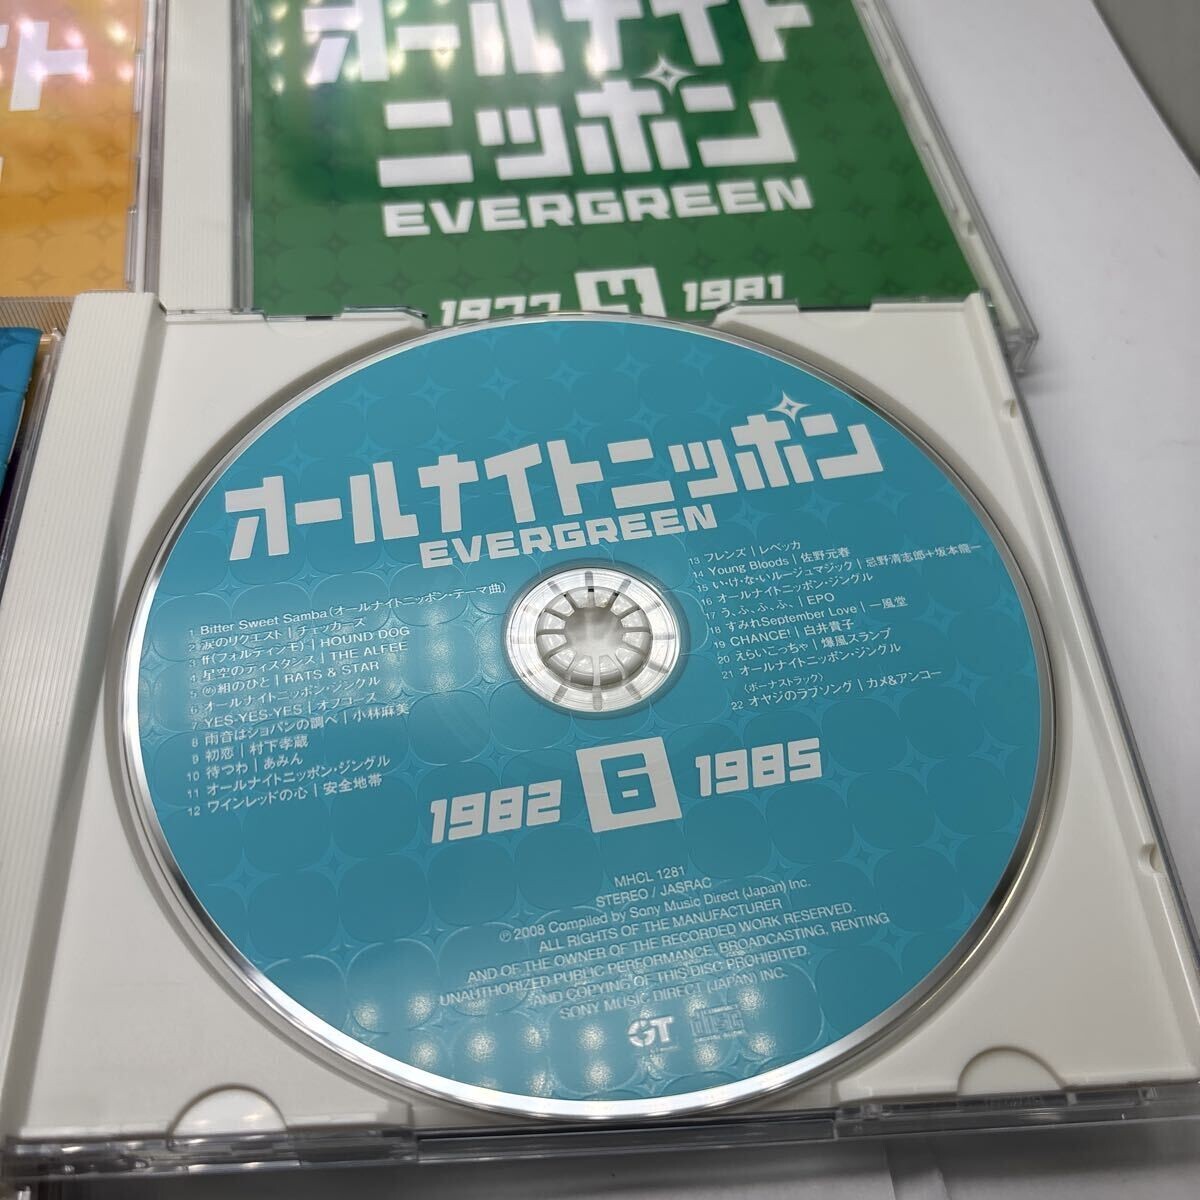 イト
オールナイト
ニッポン
EVERGREEN
1977 4 1981
オールナイトニッポン
EVERGREEN
1 Bitter Sweet Samba(オールナイトニッポン・テーマ曲)
2 涙のリクエスト | チェッカーズ
3 ff(フォルティシモ) | HOUND DOG
4 星空のディスタンス | THE ALFEE
5 め組のひと | RATS & STAR
6 オールナイトニッポン・ジングル
7 YES-YES-YES | オフコース
8 雨音はショパンの調べ | 小林麻美
9 初恋 | 村下孝蔵
10 待つわ | あみん
11 オールナイトニッポン・ジングル
12 ワインレッドの心 | 安全地帯
13 フレンズ | レベッカ
14 Young Bloods | 佐野元春
15 い・け・な・いルージュマジック | 忌野清志郎+坂本龍一
16 オールナイトニッポン・ジングル
17 う、ふ、ふ、ふ、 | EPO
18 すみれSeptember Love | 一風堂
19 CHANCE! | 白井貴子
20 えらいこっちゃ | 爆風スランプ
21 オールナイトニッポン・ジングル
(ボーナストラック)
22 オヤジのラブソング | カメ&アンコー
1982 6 1985
MHCL 1281
STEREO / JASRAC
℗ 2008 Compiled by Sony Music Direct (Japan) Inc.
ALL RIGHTS OF THE MANUFACTURER
AND OF THE OWNER OF THE RECORDED WORK RESERVED.
UNAUTHORIZED PUBLIC PERFORMANCE, BROADCASTING, RENTING
AND COPYING OF THIS DISC PROHIBITED.
SONY MUSIC DIRECT (JAPAN) INC.
GT
disc